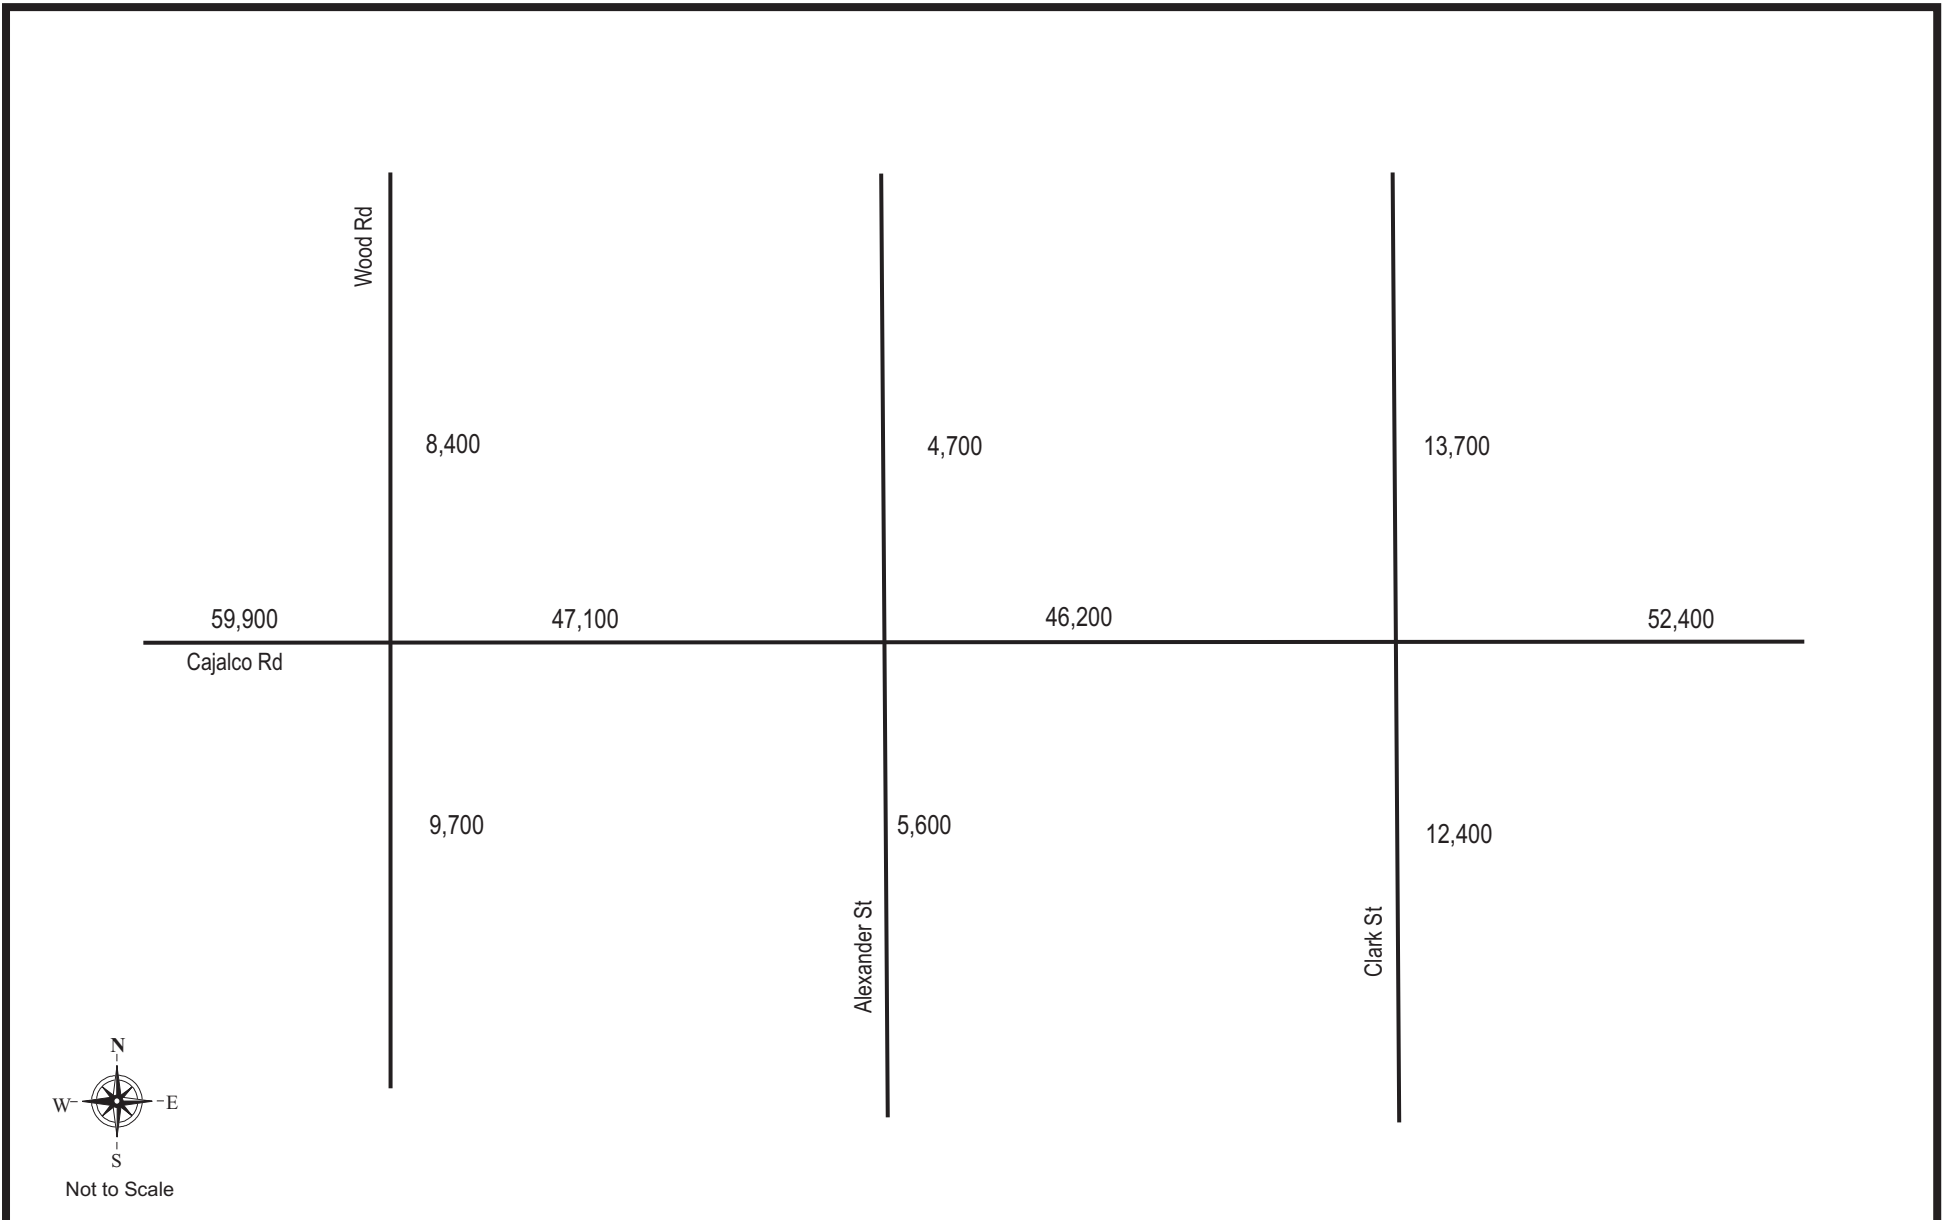 Wood Rd
8,400
4,700
13,700
59,900
47,100
46,200
52,400
Cajalco Rd
9,700
5,600
12,400
Alexander St
Clark St
N
W
E
S
Not to Scale